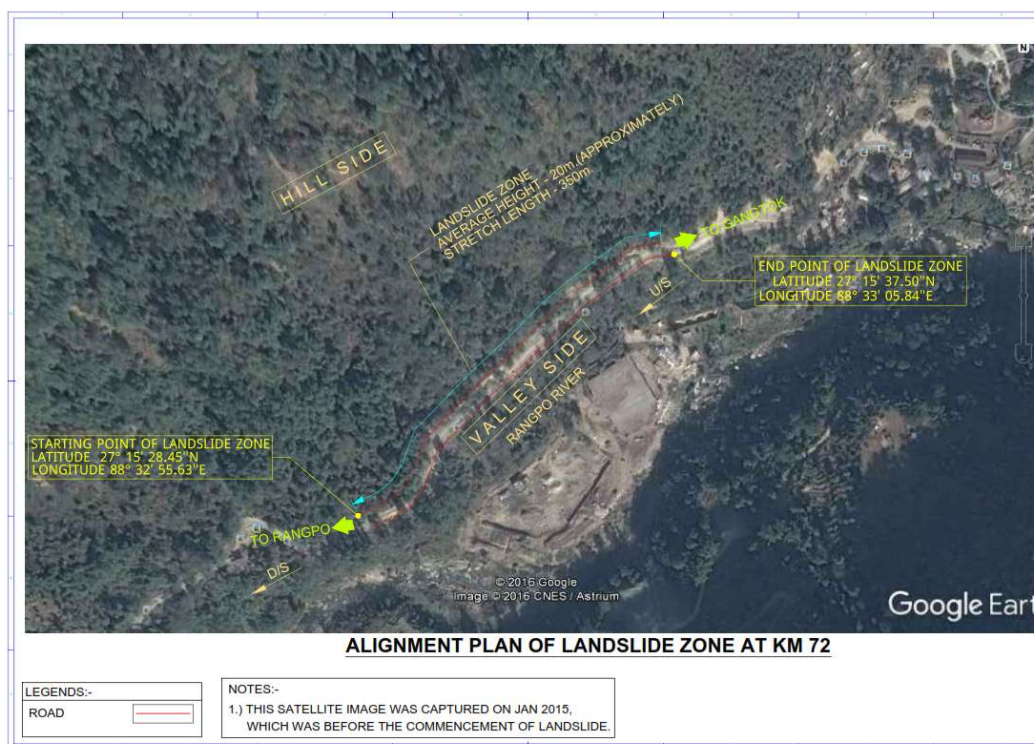 N
HILL SIDE
LANDSLIDE ZONE
AVERAGE HEIGHT - 20m.(APPROXIMATELY)
STRETCH LENGTH - 350m.
TO GANGTOK
END POINT OF LANDSLIDE ZONE
LATITUDE 27° 15' 37.50"N
LONGITUDE 88° 33' 05.84"E
U/S
VALLEY SIDE
RANGPO RIVER
STARTING POINT OF LANDSLIDE ZONE
LATITUDE 27° 15' 28.45"N
LONGITUDE 88° 32' 55.63"E
TO RANGPO
D/S
© 2016 Google
Image © 2016 CNES / Astrium
Google Eart
ALIGNMENT PLAN OF LANDSLIDE ZONE AT KM 72
LEGENDS:-
ROAD
NOTES:-
1.) THIS SATELLITE IMAGE WAS CAPTURED ON JAN 2015,
WHICH WAS BEFORE THE COMMENCEMENT OF LANDSLIDE.